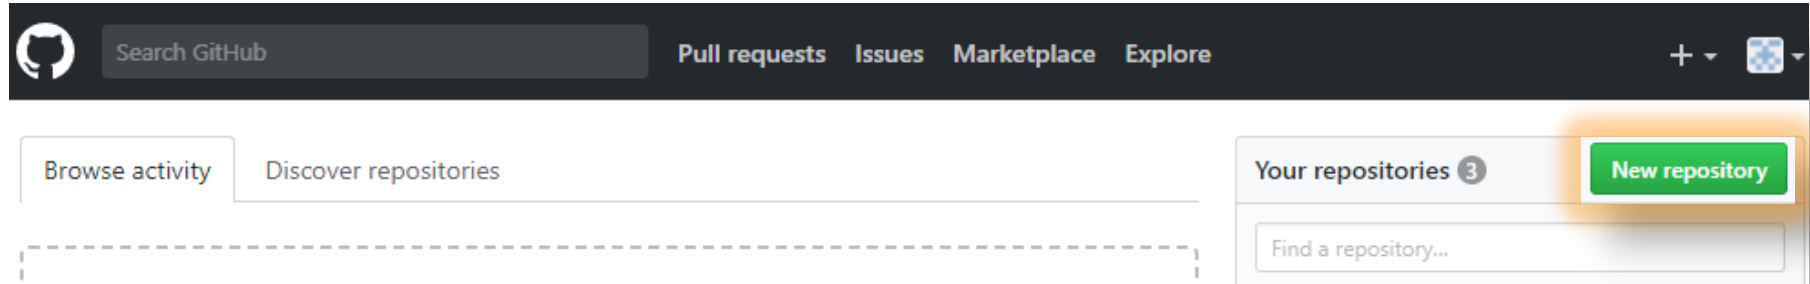 Search GitHub Pull requests Issues Marketplace Explore
Browse activity Discover repositories
Your repositories 3 New repository
Find a repository...